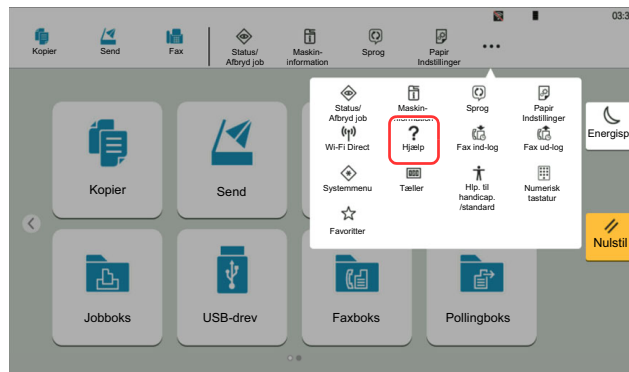 03:3
Kopier
Send
Fax
Status/
Afbryd job
Maskin-
information
Sprog
Papir
Indstillinger
Status/
Afbryd job
Maskin-
Sprog
Papir
Indstillinger
Wi-Fi Direct
Hjælp
Fax ind-log
Fax ud-log
Systemmenu
Tæller
Hlp. til
handicap.
/standard
Numerisk
tastatur
Favoritter
Energisp
Kopier
Send
Nulstil
Jobboks
USB-drev
Faxboks
Pollingboks